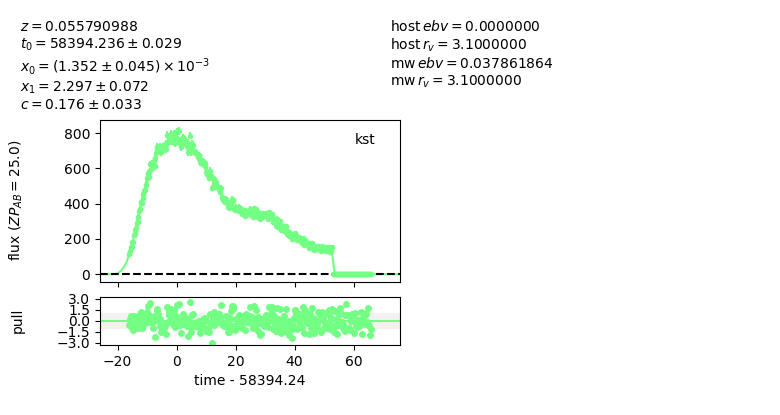 z = 0.055790988
t₀ = 58394.236 ± 0.029
x₀ = (1.352 ± 0.045) × 10⁻³
x₁ = 2.297 ± 0.072
c = 0.176 ± 0.033
host ebv = 0.0000000
host r_v = 3.1000000
mw ebv = 0.037861864
mw r_v = 3.1000000
kst
flux (ZP_AB = 25.0)
800
600
400
200
0
pull
3.0
1.5
0.0
−1.5
−3.0
−20 0 20 40 60
time - 58394.24